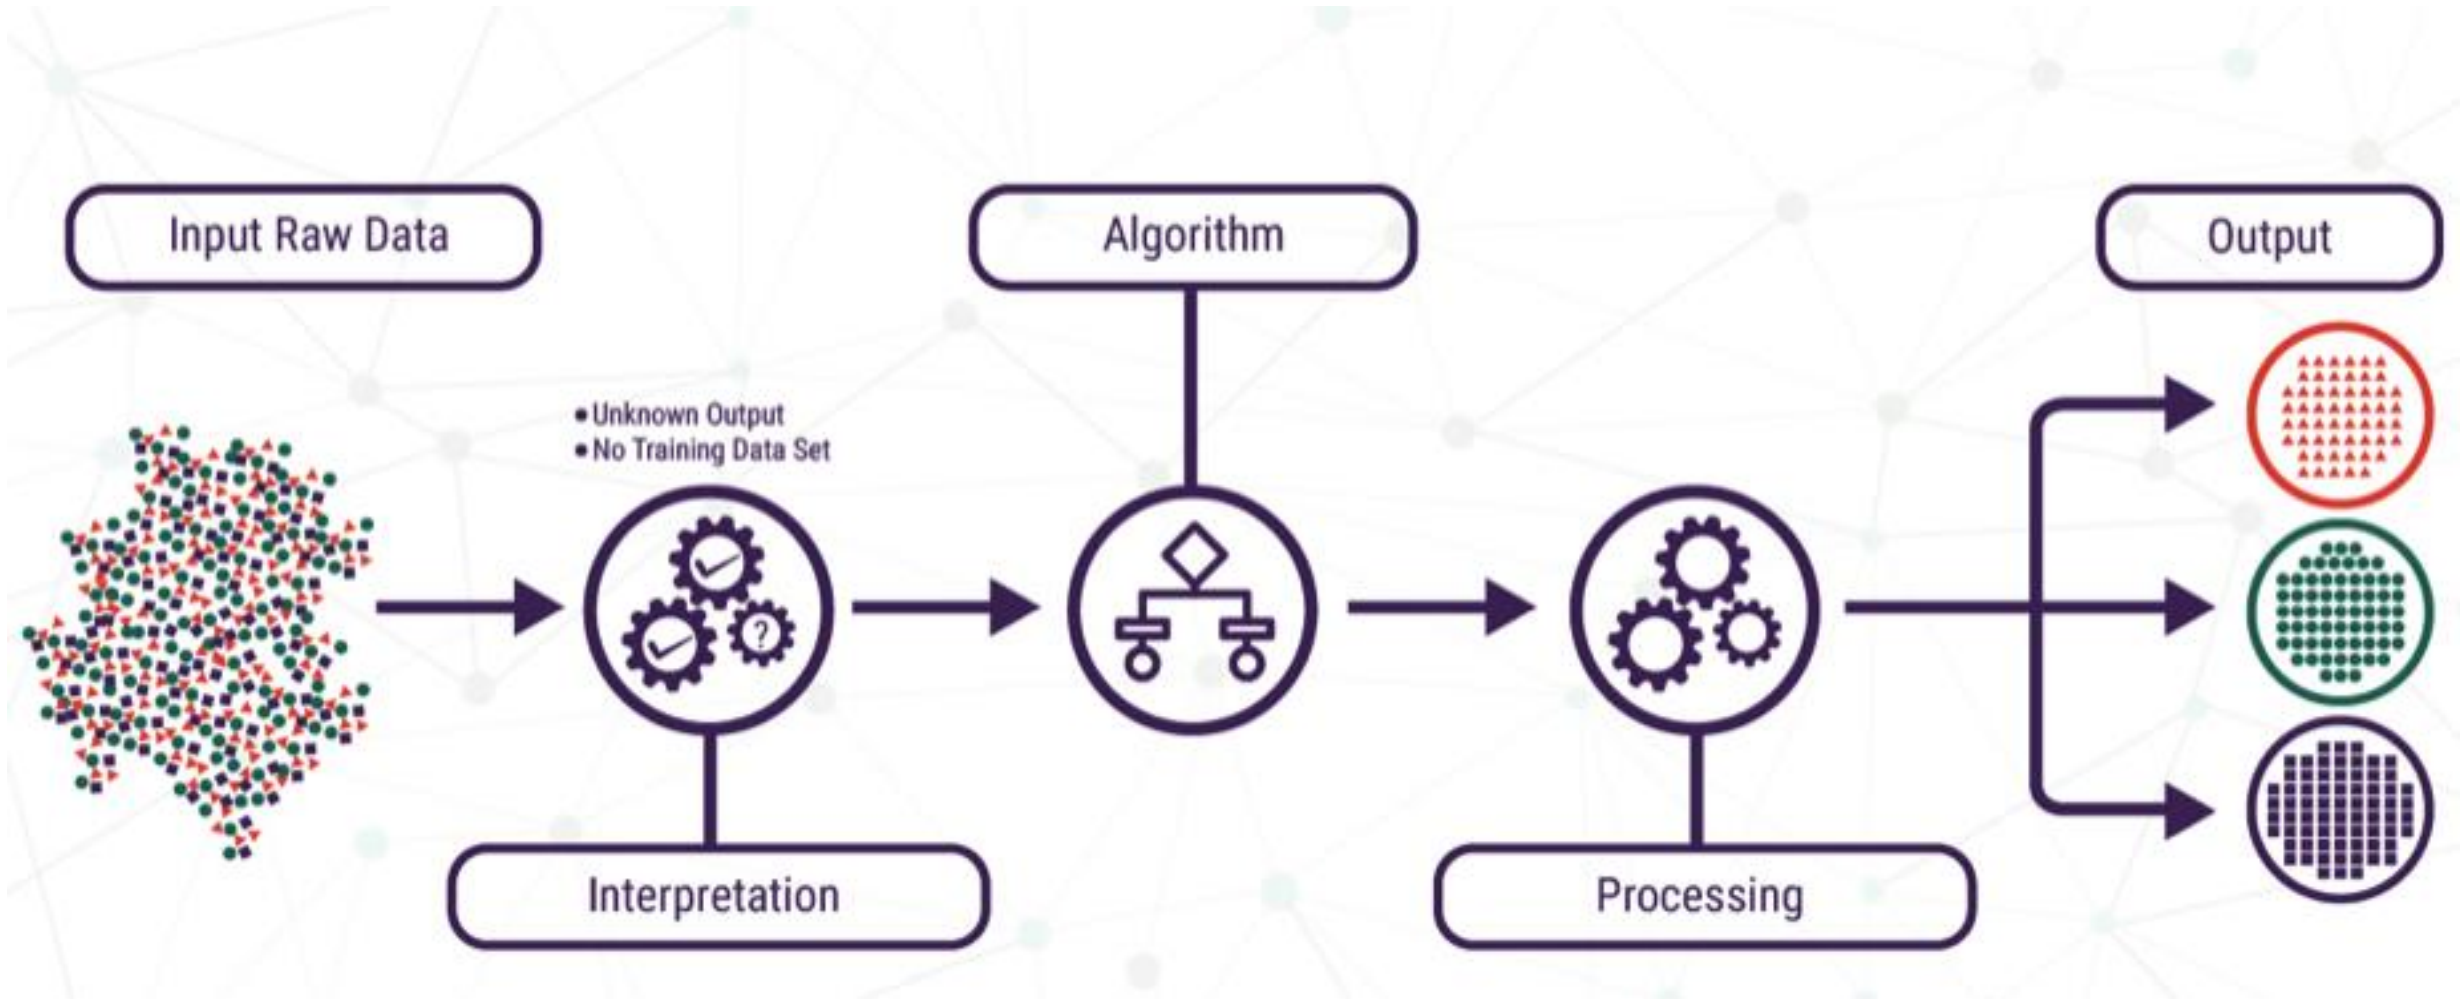 Input Raw Data
Algorithm
Output
• Unknown Output
• No Training Data Set
?
Interpretation
Processing